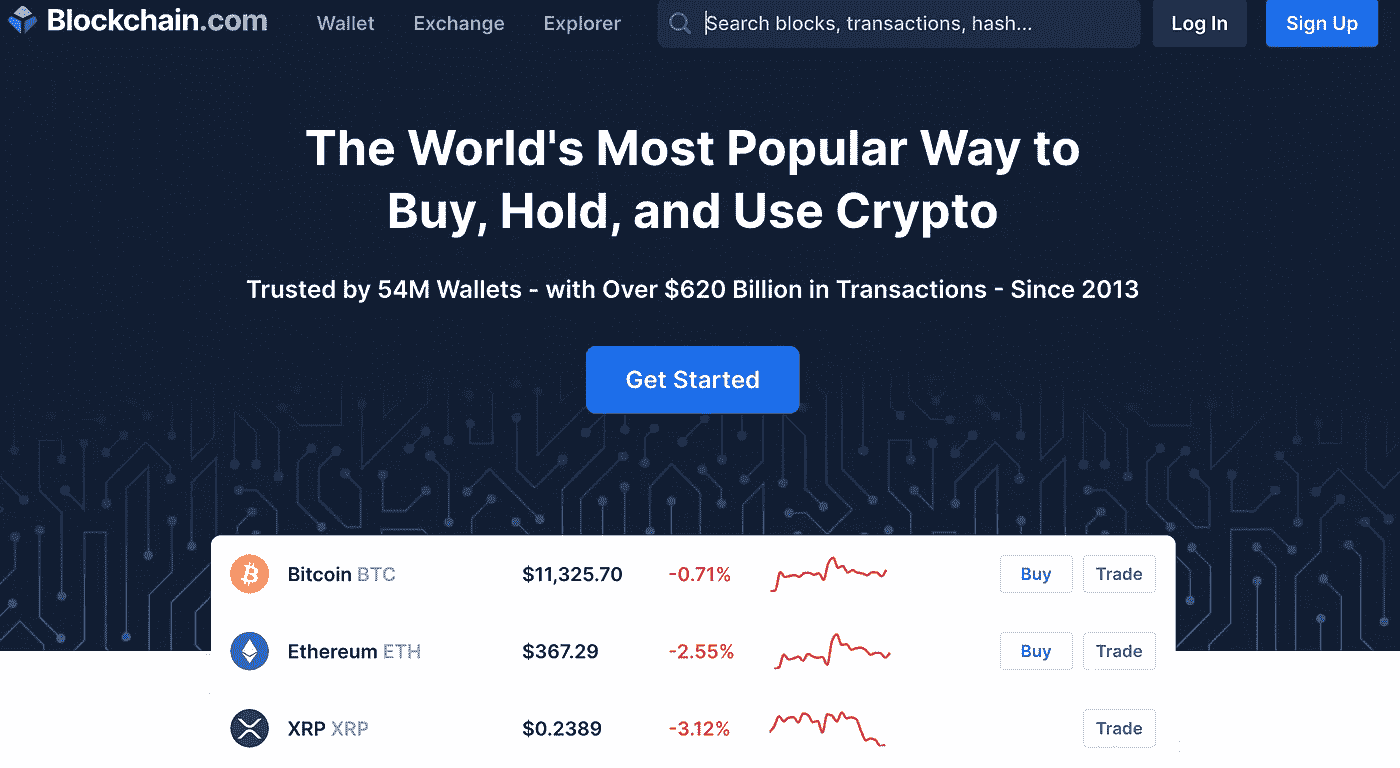 Blockchain.com Wallet Exchange Explorer Search blocks, transactions, hash... Log In Sign Up
The World's Most Popular Way to
Buy, Hold, and Use Crypto
Trusted by 54M Wallets - with Over $620 Billion in Transactions - Since 2013
Get Started
Bitcoin BTC $11,325.70 -0.71% Buy Trade
Ethereum ETH $367.29 -2.55% Buy Trade
XRP XRP $0.2389 -3.12% Trade